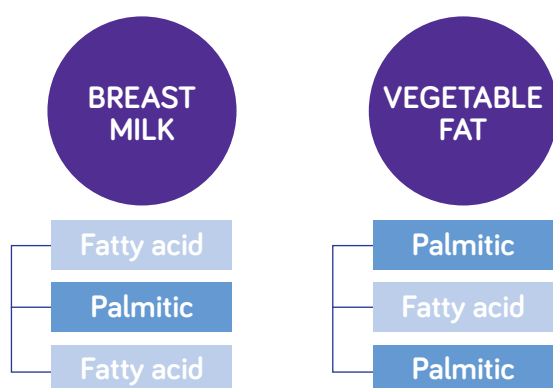 BREAST
MILK
Fatty acid
Palmitic
Fatty acid
VEGETABLE
FAT
Palmitic
Fatty acid
Palmitic